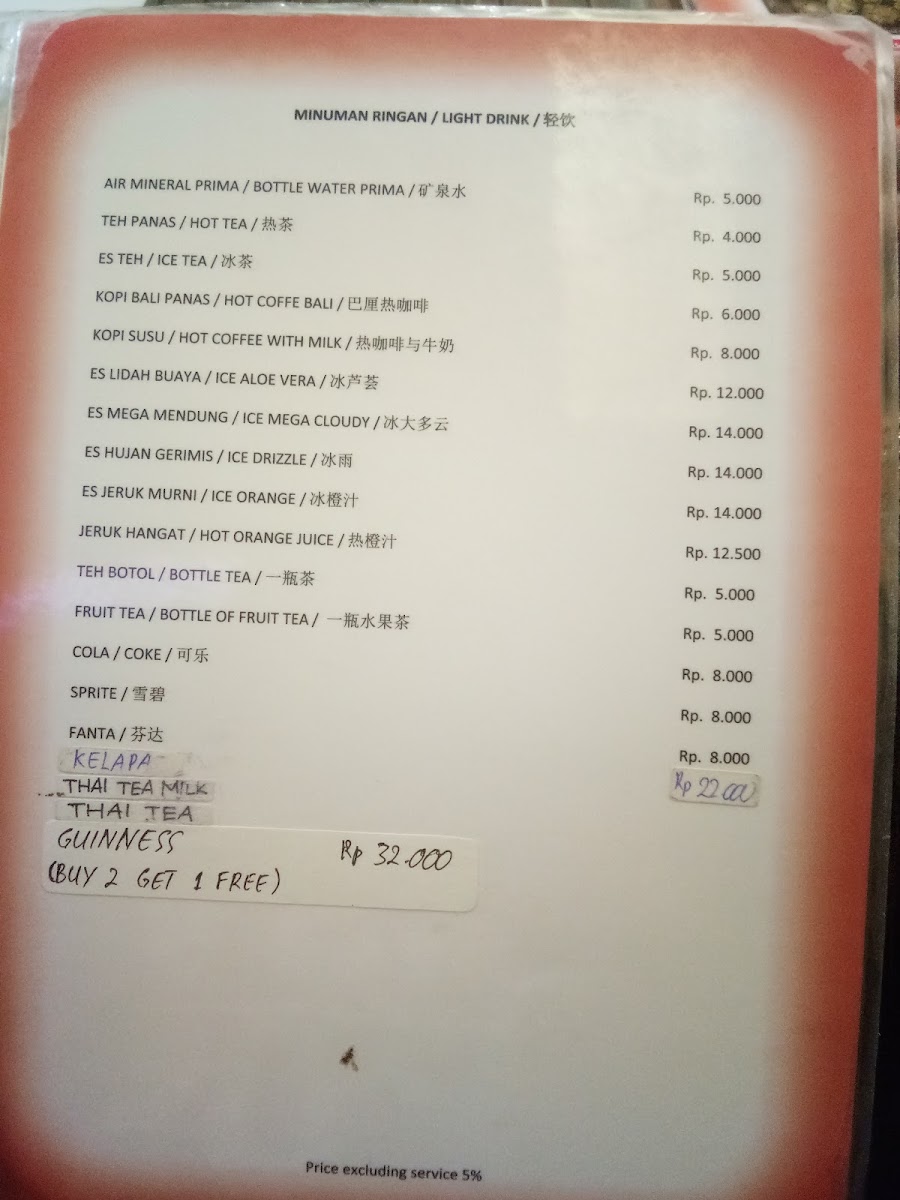 MINUMAN RINGAN / LIGHT DRINK / 轻饮
AIR MINERAL PRIMA / BOTTLE WATER PRIMA / 矿泉水 Rp. 5.000
TEH PANAS / HOT TEA / 热茶 Rp. 4.000
ES TEH / ICE TEA / 冰茶 Rp. 5.000
KOPI BALI PANAS / HOT COFFE BALI / 巴厘热咖啡 Rp. 6.000
KOPI SUSU / HOT COFFEE WITH MILK / 热咖啡与牛奶 Rp. 8.000
ES LIDAH BUAYA / ICE ALOE VERA / 冰芦荟 Rp. 12.000
ES MEGA MENDUNG / ICE MEGA CLOUDY / 冰大多云 Rp. 14.000
ES HUJAN GERIMIS / ICE DRIZZLE / 冰雨 Rp. 14.000
ES JERUK MURNI / ICE ORANGE / 冰橙汁 Rp. 14.000
JERUK HANGAT / HOT ORANGE JUICE / 热橙汁 Rp. 12.500
TEH BOTOL / BOTTLE TEA / 一瓶茶 Rp. 5.000
FRUIT TEA / BOTTLE OF FRUIT TEA / 一瓶水果茶 Rp. 5.000
COLA / COKE / 可乐 Rp. 8.000
SPRITE / 雪碧 Rp. 8.000
FANTA / 芬达 Rp. 8.000
KELAPA Rp 22.000
THAI TEA MILK
THAI TEA
GUINNESS Rp 32.000
(BUY 2 GET 1 FREE)
Price excluding service 5%